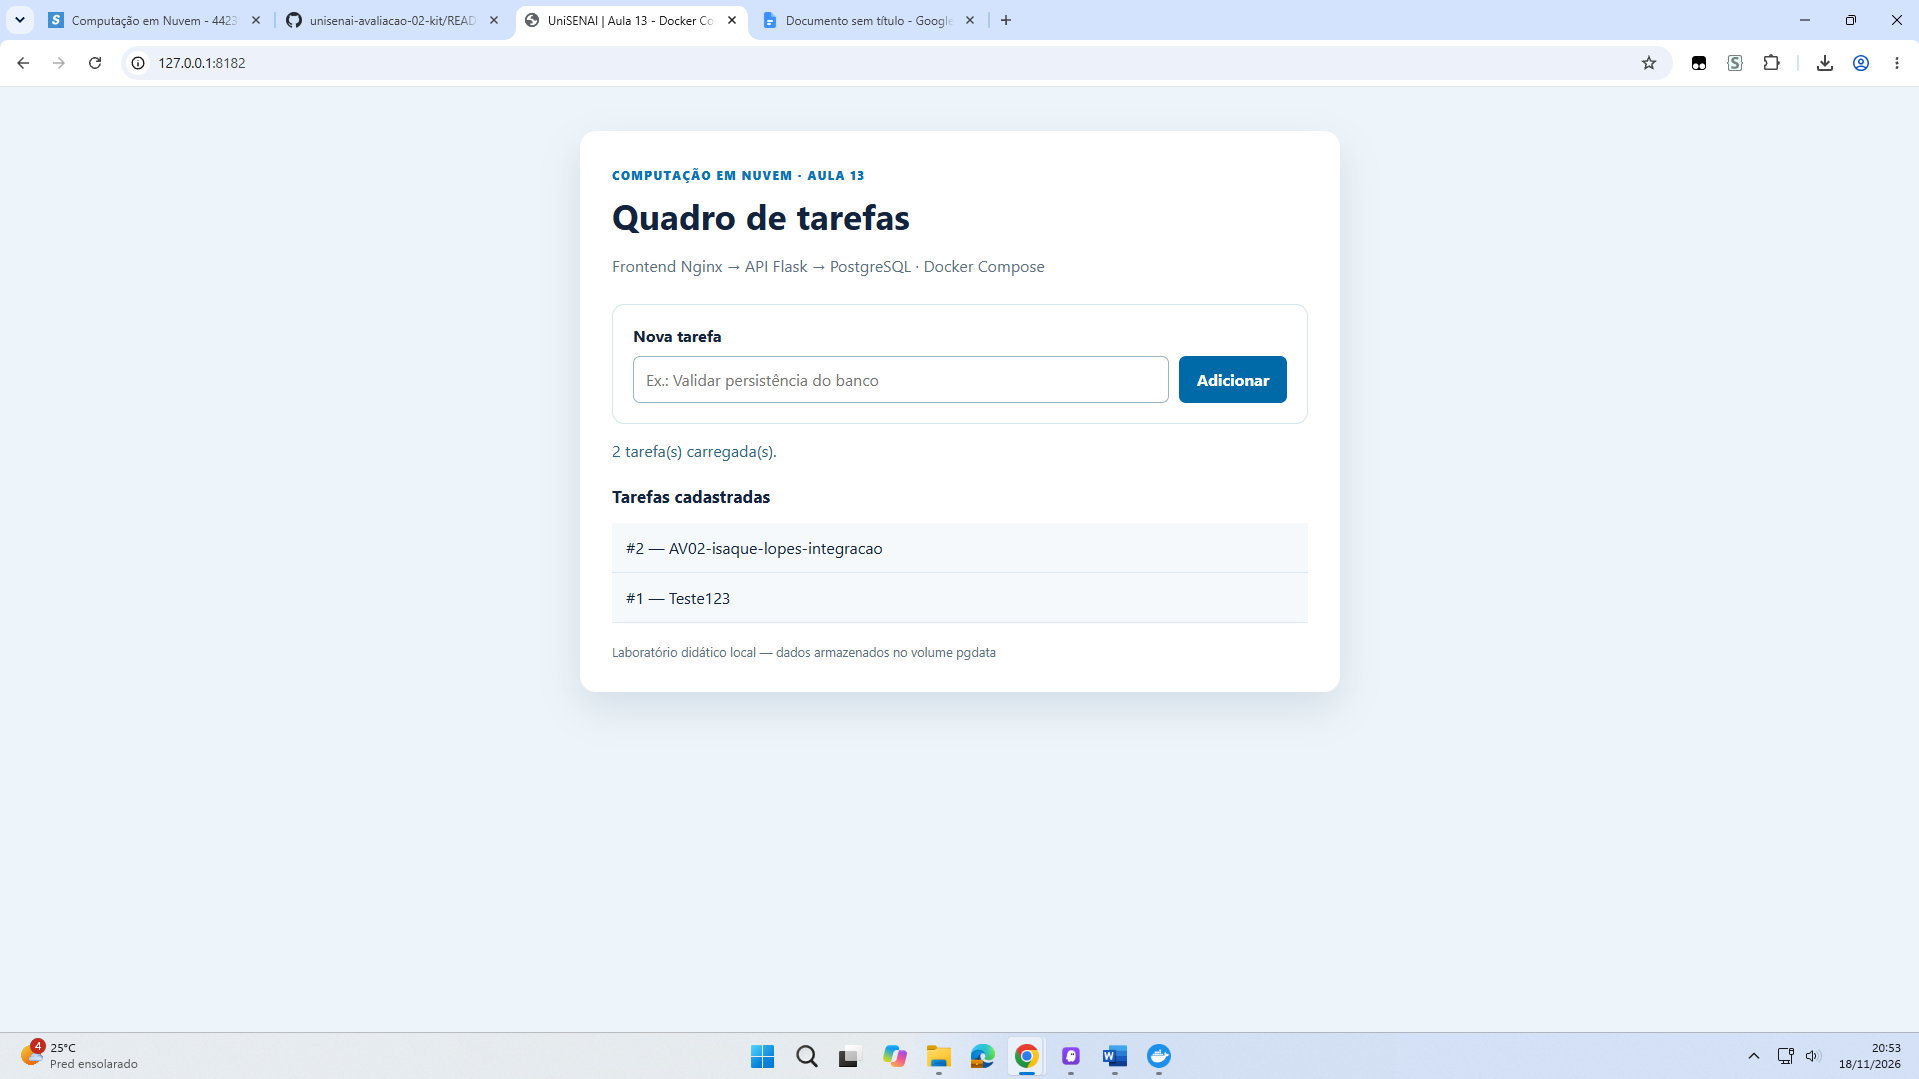 Computação em Nuvem - 4423
unisenai-avaliacao-02-kit/READ
UniSENAI | Aula 13 - Docker Co
Documento sem título - Google
127.0.0.1:8182
COMPUTAÇÃO EM NUVEM · AULA 13
Quadro de tarefas
Frontend Nginx → API Flask → PostgreSQL · Docker Compose
Nova tarefa
Ex.: Validar persistência do banco
Adicionar
2 tarefa(s) carregada(s).
Tarefas cadastradas
#2 — AV02-isaque-lopes-integracao
#1 — Teste123
Laboratório didático local — dados armazenados no volume pgdata
4
25°C
Pred ensolarado
20:53
18/11/2026